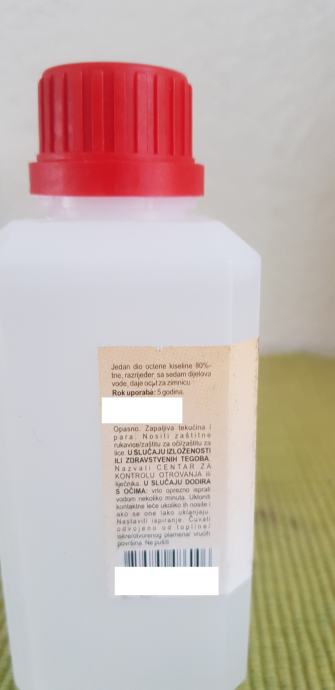 Jedan dio octene kiseline 80%-
tne, razrijeđen sa sedam dijelova
vode, daje ocat za zimnicu
Rok uporabe: 5 godina.
Opasno. Zapaljiva tekućina i
para. Nositi zaštitne
rukavice/zaštitu za oči/zaštitu za
lice. U SLUČAJU IZLOŽENOSTI
ILI ZDRAVSTVENIH TEGOBA:
Nazvati CENTAR ZA
KONTROLU OTROVANJA ili
liječnika. U SLUČAJU DODIRA
S OČIMA: vrlo oprezno isprati
vodom nekoliko minuta. Ukloniti
kontaktne leće ukoliko ih nosite i
ako se one lako uklanjaju.
Nastaviti ispiranje. Čuvati
odvojeno od topline/
iskre/otvorenog plamena/ vrućih
površina. Ne pušiti